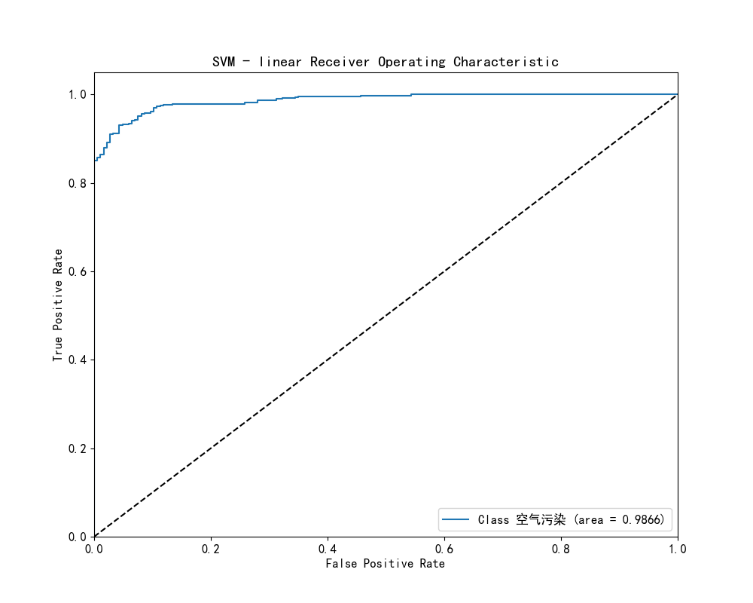 SVM - linear Receiver Operating Characteristic
1.0
0.8
0.6
0.4
0.2
0.0
True Positive Rate
Class 空气污染 (area = 0.9866)
0.0 0.2 0.4 0.6 0.8 1.0
False Positive Rate